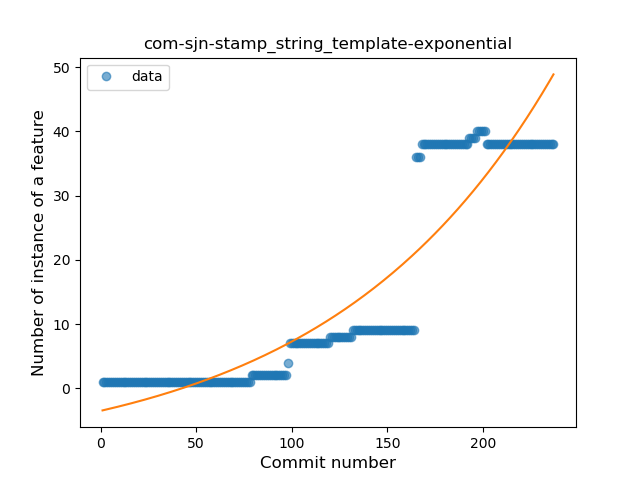 com-sjn-stamp_string_template-exponential
data
Number of instance of a feature
50
40
30
20
10
0
0 50 100 150 200
Commit number